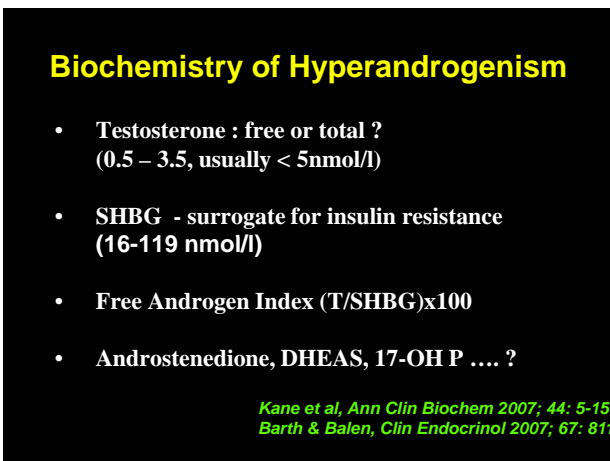 Biochemistry of Hyperandrogenism
• Testosterone : free or total ?
(0.5 – 3.5, usually < 5nmol/l)
• SHBG - surrogate for insulin resistance
(16-119 nmol/l)
• Free Androgen Index (T/SHBG)x100
• Androstenedione, DHEAS, 17-OH P …. ?
Kane et al, Ann Clin Biochem 2007; 44: 5-15
Barth & Balen, Clin Endocrinol 2007; 67: